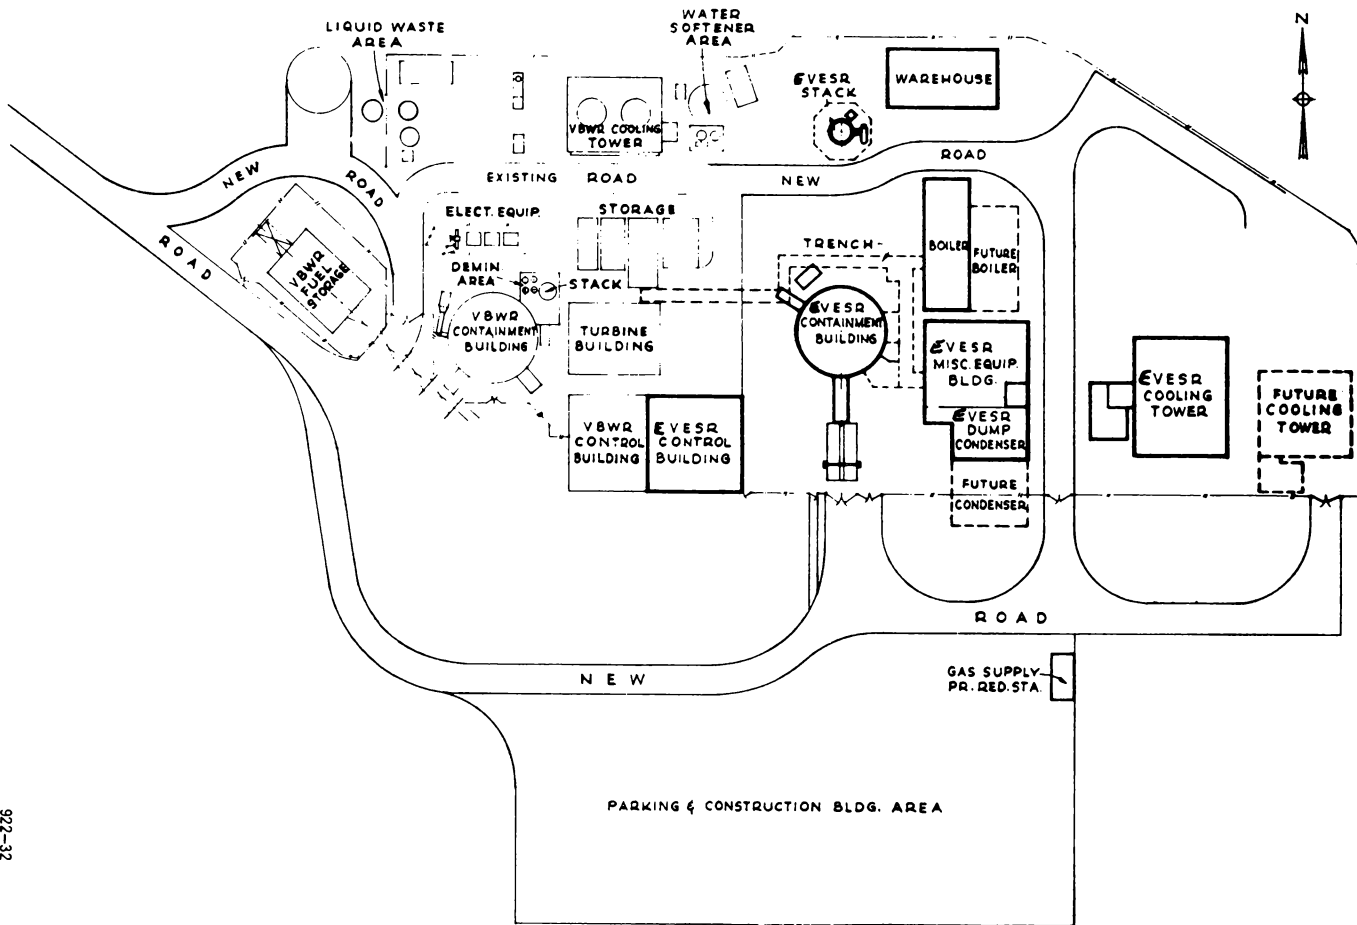 LIQUID WASTE
AREA
WATER
SOFTENER
AREA
N
EVESR
STACK
WAREHOUSE
VBWR COOLING
TOWER
NEW
ROAD
EXISTING ROAD
NEW
ROAD
ROAD
ELECT. EQUIP.
STORAGE
TRENCH
BOILER
FUTURE
BOILER
VBWR
FUEL
STORAGE
DEMIN
AREA
STACK
VBWR
CONTAINMENT
BUILDING
TURBINE
BUILDING
EVESR
CONTAINMENT
BUILDING
EVESR
MISC. EQUIP.
BLDG.
EVESR
COOLING
TOWER
FUTURE
COOLING
TOWER
VBWR
CONTROL
BUILDING
EVESR
CONTROL
BUILDING
EVESR
DUMP
CONDENSER
FUTURE
CONDENSER
ROAD
NEW
GAS SUPPLY
PR. RED. STA.
PARKING & CONSTRUCTION BLDG. AREA
922-32